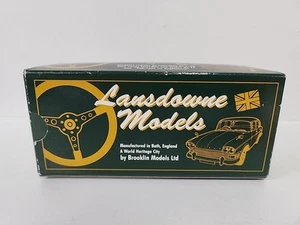 Lansdowne
Models
Manufactured in Bath, England
A World Heritage City
by Brooklin Models Ltd